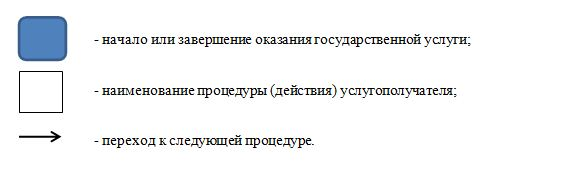 - начало или завершение оказания государственной услуги;
- наименование процедуры (действия) услугополучателя;
- переход к следующей процедуре.